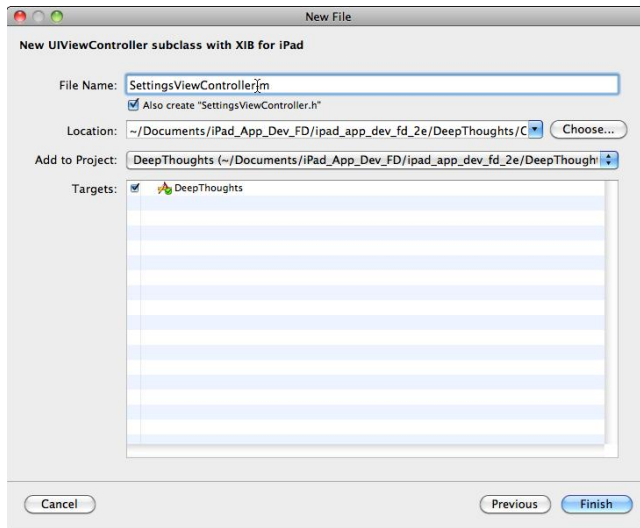 New File
New UIViewController subclass with XIB for iPad
File Name: SettingsViewController.m
Also create "SettingsViewController.h"
Location: ~/Documents/iPad_App_Dev_FD/ipad_app_dev_fd_2e/DeepThoughts/C Choose...
Add to Project: DeepThoughts (~/Documents/iPad_App_Dev_FD/ipad_app_dev_fd_2e/DeepThought
Targets: DeepThoughts
Cancel Previous Finish